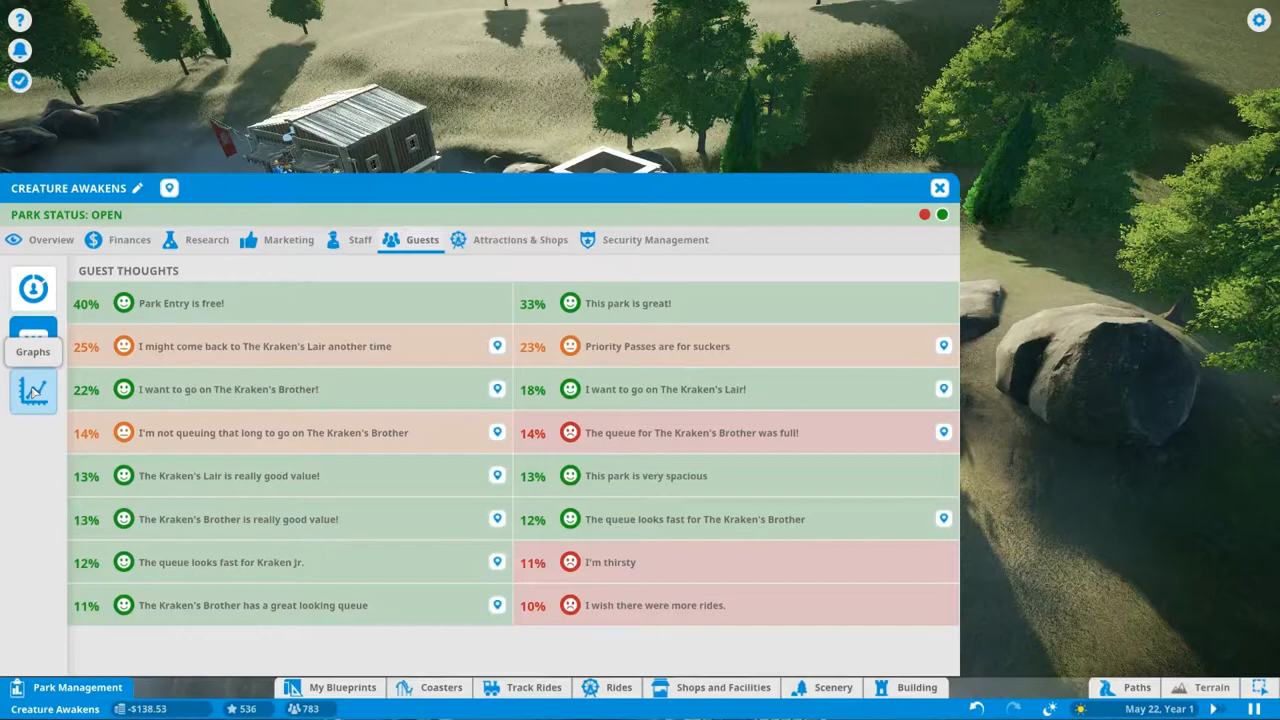 CREATURE AWAKENS
PARK STATUS: OPEN
Overview Finances Research Marketing Staff Guests Attractions & Shops Security Management
GUEST THOUGHTS
40% Park Entry is free! 33% This park is great!
25% I might come back to The Kraken's Lair another time 23% Priority Passes are for suckers
Graphs
22% I want to go on The Kraken's Brother! 18% I want to go on The Kraken's Lair!
14% I'm not queuing that long to go on The Kraken's Brother 14% The queue for The Kraken's Brother was full!
13% The Kraken's Lair is really good value! 13% This park is very spacious
13% The Kraken's Brother is really good value! 12% The queue looks fast for The Kraken's Brother
12% The queue looks fast for Kraken Jr. 11% I'm thirsty
11% The Kraken's Brother has a great looking queue 10% I wish there were more rides.
Park Management My Blueprints Coasters Track Rides Rides Shops and Facilities Scenery Building Paths Terrain
Creature Awakens -$138.53 536 783 May 22, Year 1